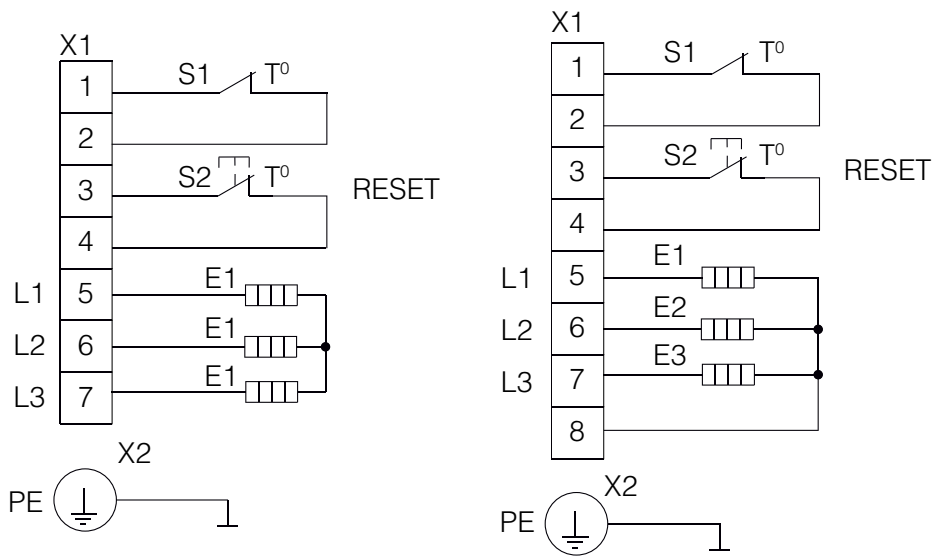 X1
1 S1 T⁰
2
3 S2 T⁰ RESET
4
L1 5 E1
L2 6 E1
L3 7 E1
X2
PE
X1
1 S1 T⁰
2
3 S2 T⁰ RESET
4
L1 5 E1
L2 6 E2
L3 7 E3
8
X2
PE